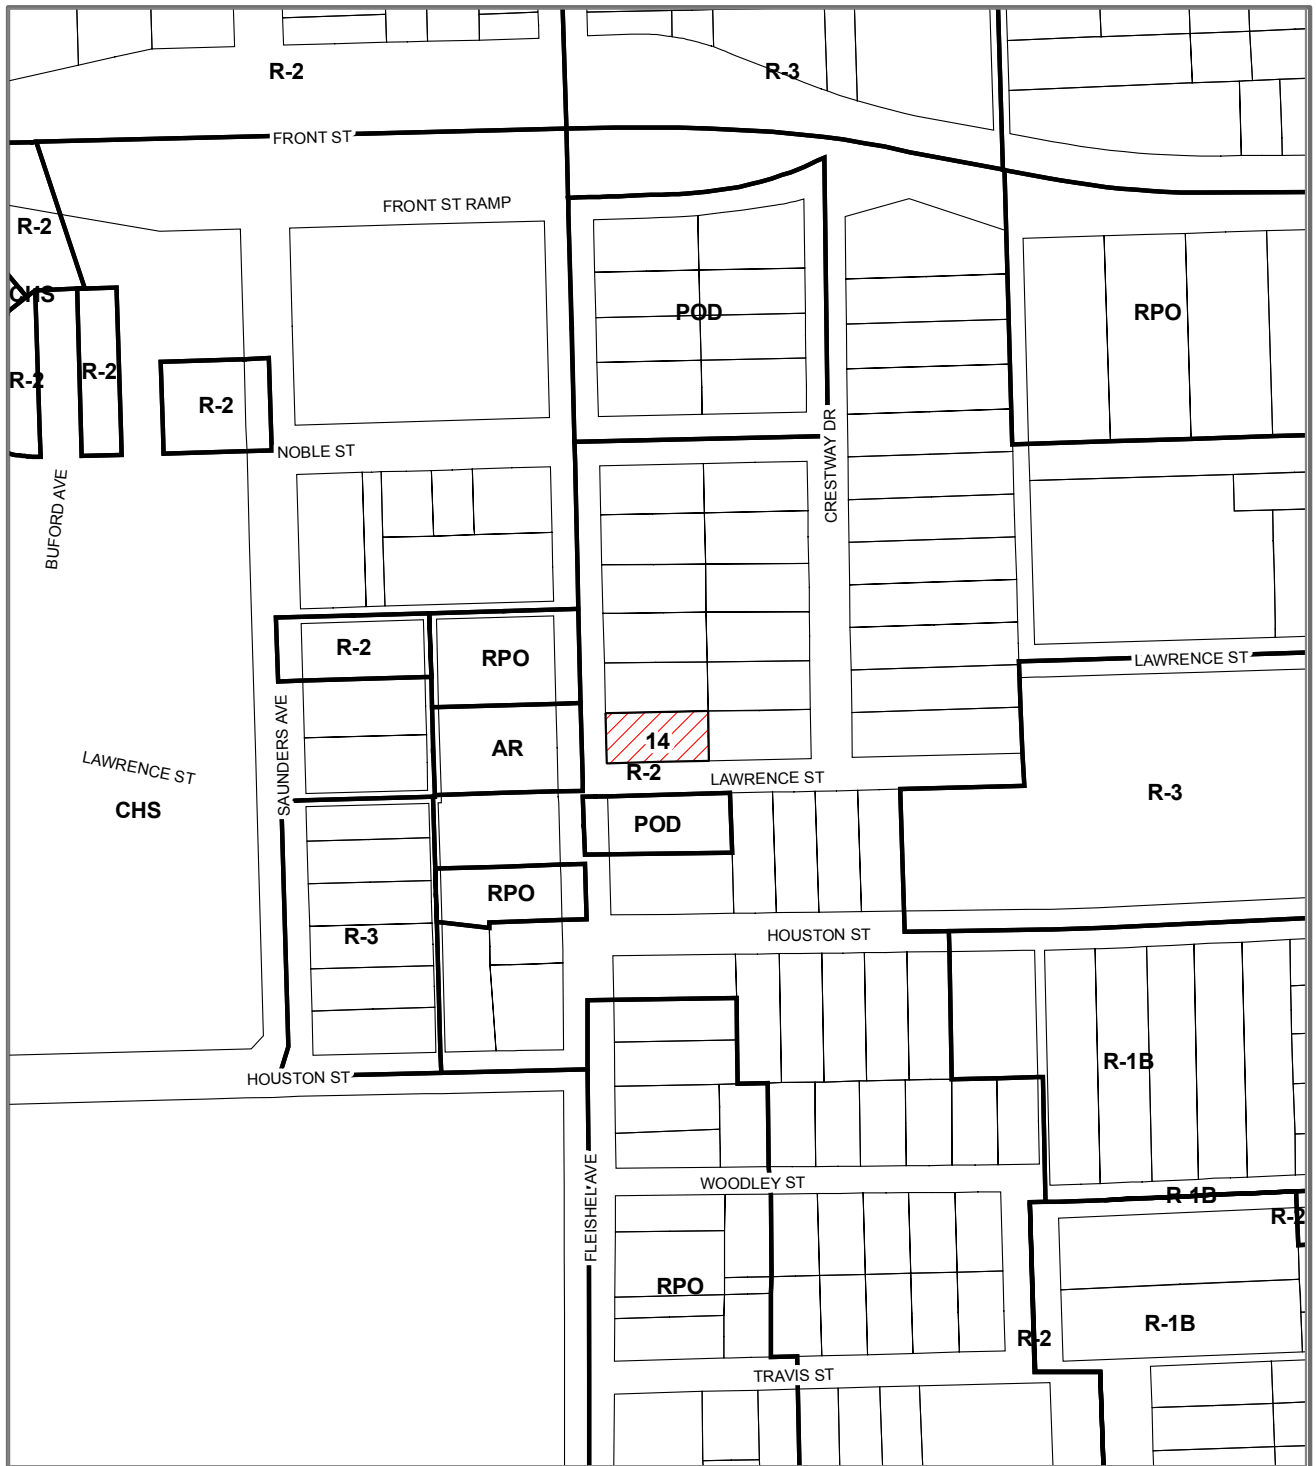 R-2
R-3
FRONT ST
FRONT ST RAMP
R-2
CHS
POD
RPO
R-2
R-2
R-2
CRESTWAY DR
NOBLE ST
BUFORD AVE
R-2
RPO
LAWRENCE ST
SAUNDERS AVE
14
AR
LAWRENCE ST
R-2
LAWRENCE ST
R-3
CHS
POD
RPO
R-3
HOUSTON ST
R-1B
HOUSTON ST
FLEISHEL AVE
WOODLEY ST
R-1B
R-2
RPO
R-1B
R-2
TRAVIS ST